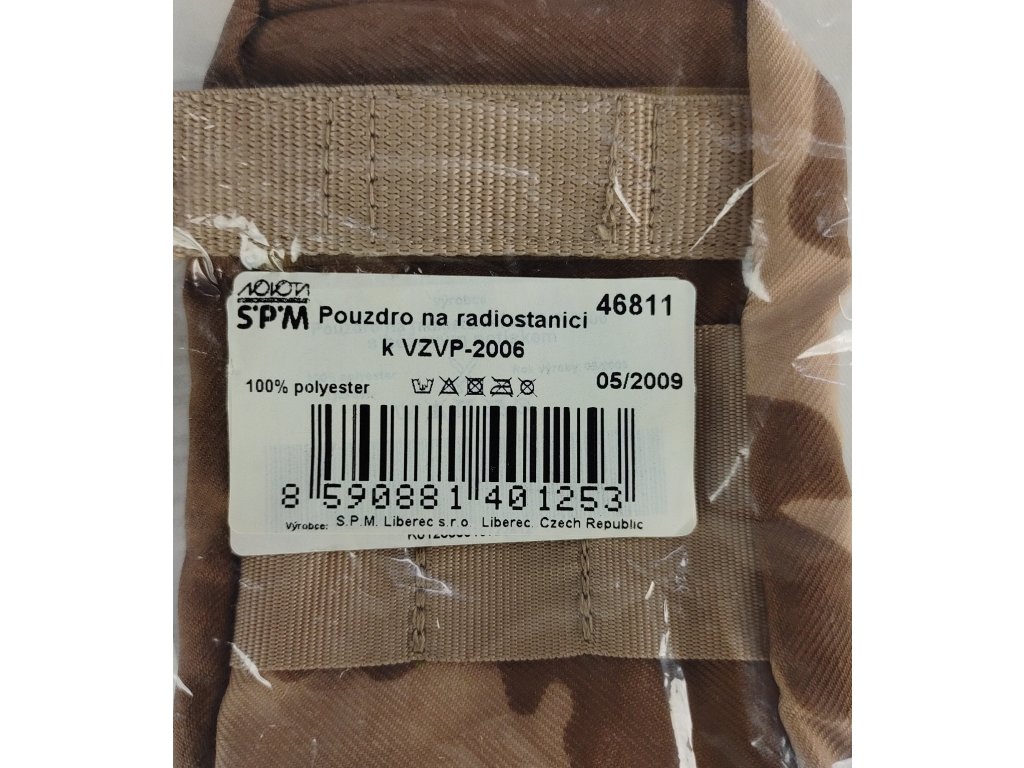 NOVOTA
S.P.M Pouzdro na radiostanici 46811
k VZVP-2006
100% polyester 05/2009
8 590881 401253
Výrobce: S.P.M. Liberec s.r.o. Liberec, Czech Republic